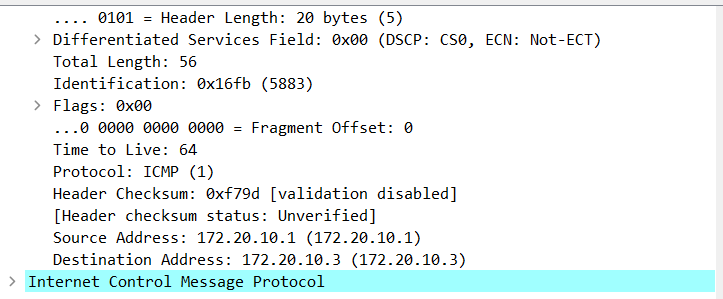 .... 0101 = Header Length: 20 bytes (5)
Differentiated Services Field: 0x00 (DSCP: CS0, ECN: Not-ECT)
Total Length: 56
Identification: 0x16fb (5883)
Flags: 0x00
...0 0000 0000 0000 = Fragment Offset: 0
Time to Live: 64
Protocol: ICMP (1)
Header Checksum: 0xf79d [validation disabled]
[Header checksum status: Unverified]
Source Address: 172.20.10.1 (172.20.10.1)
Destination Address: 172.20.10.3 (172.20.10.3)
Internet Control Message Protocol